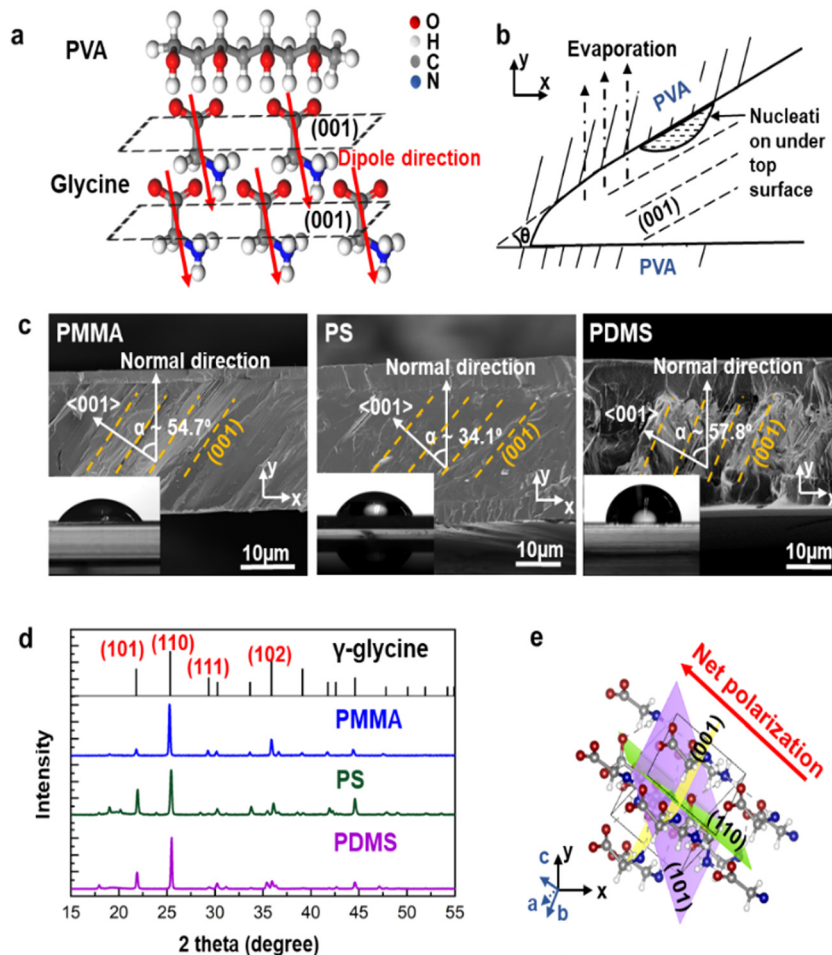 a
PVA
O
H
C
N
(001)
Dipole direction
Glycine
(001)
b
y
x
Evaporation
PVA
Nucleati
on under
top
surface
(001)
θ
PVA
c
PMMA
Normal direction
<001>
α ~ 54.7º
(001)
y
x
10μm
PS
Normal direction
<001>
α ~ 34.1º
(001)
y
x
10μm
PDMS
Normal direction
<001>
α ~ 57.8º
(001)
y
x
10μm
d
(101)
(110)
(111)
(102)
γ-glycine
PMMA
PS
PDMS
Intensity
15 20 25 30 35 40 45 50 55
2 theta (degree)
e
Net polarization
(001)
(110)
(101)
y
x
c
a
b